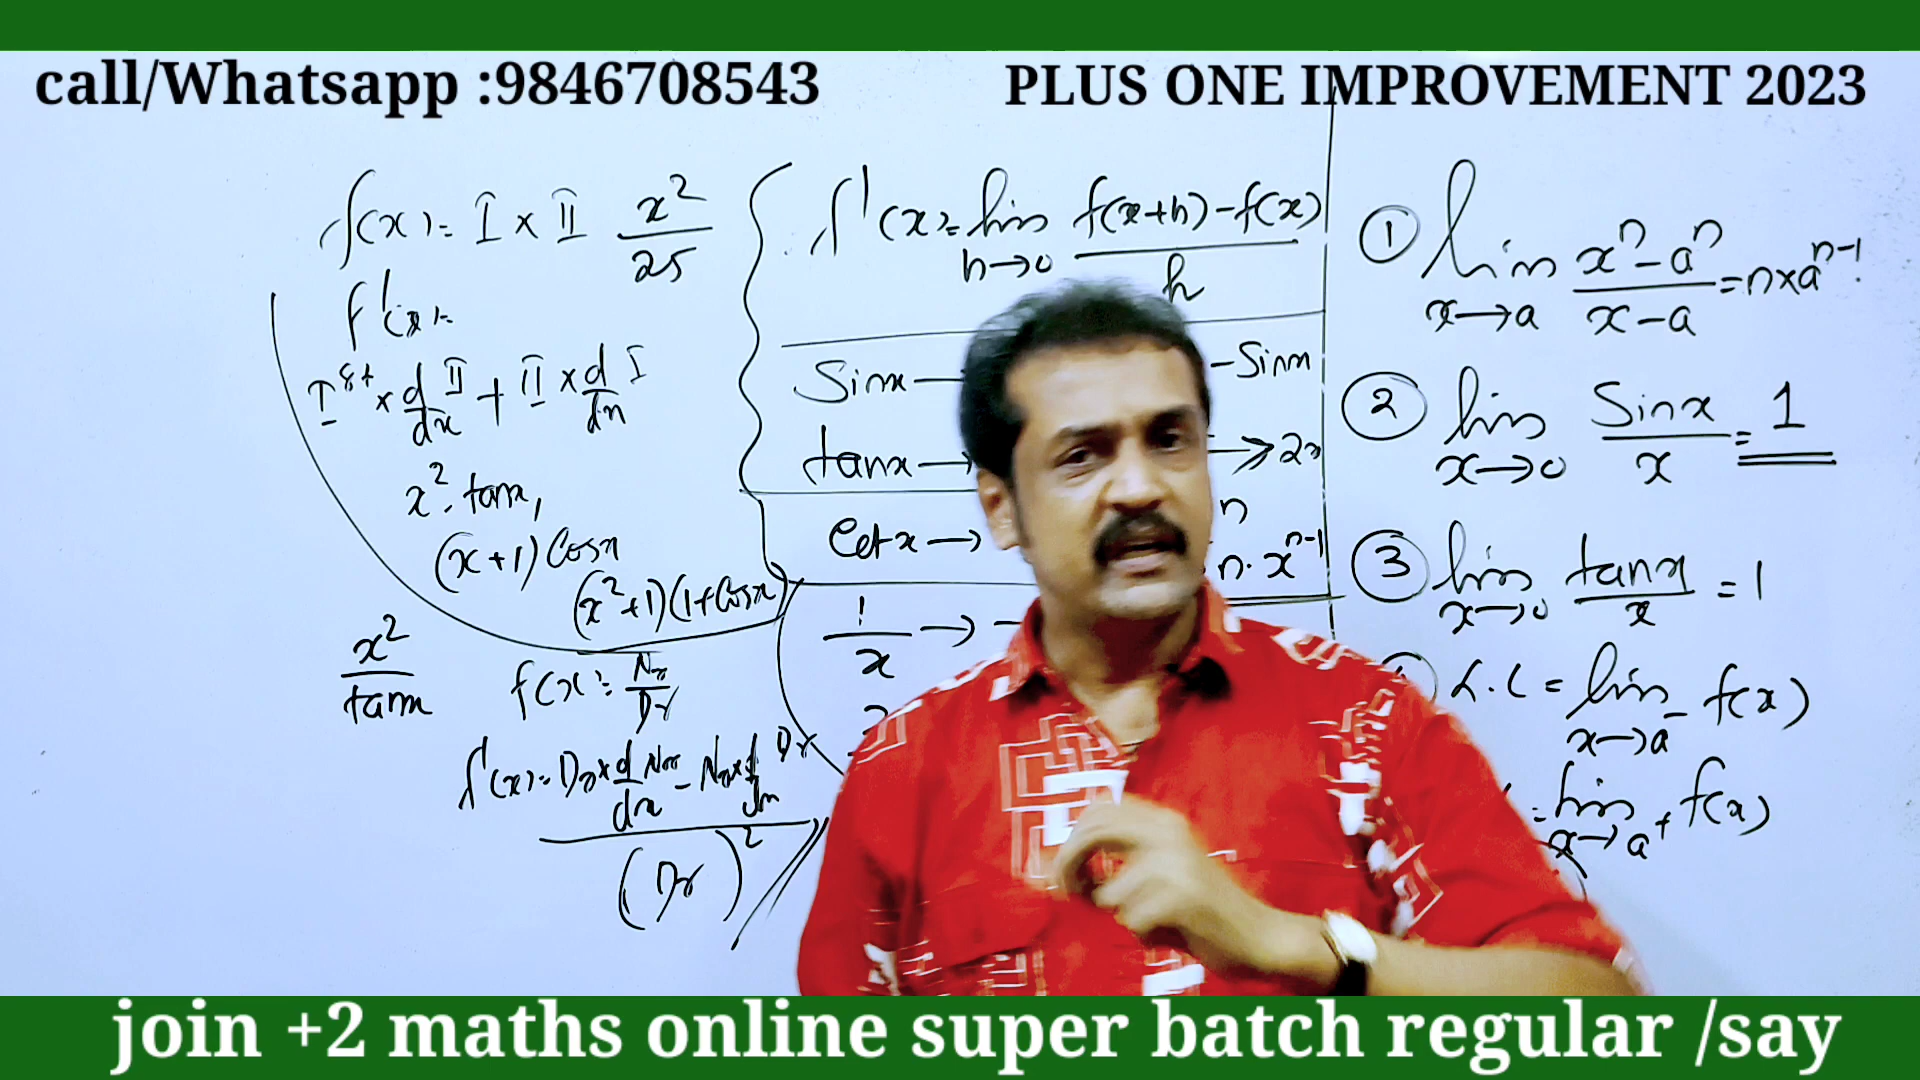 call/Whatsapp :9846708543
PLUS ONE IMPROVEMENT 2023
f(x) = I x II x²/25
f'(x) =
Iˢᵗ x d/dx II + II x d/dx I
x². tanx,
(x+1) Cosx
(x²+1)(1+Cosx)
x²/tanx
f(x) = Nr/Dr
f'(x) = Dr x d/dx Nr - Nr x d/dx Dr
(Dr)²
f'(x) = lim h→0 f(x+h)-f(x)/h
Sinx → -Sinx
tanx → → 2x
Cotx → n · xⁿ⁻¹
1/x → -
① lim x→a xⁿ-aⁿ/x-a = n x aⁿ⁻¹
② lim x→0 Sinx/x = 1
③ lim x→0 tanx/x = 1
L.L = lim x→a⁻ f(x)
= lim x→a⁺ f(x)
join +2 maths online super batch regular /say